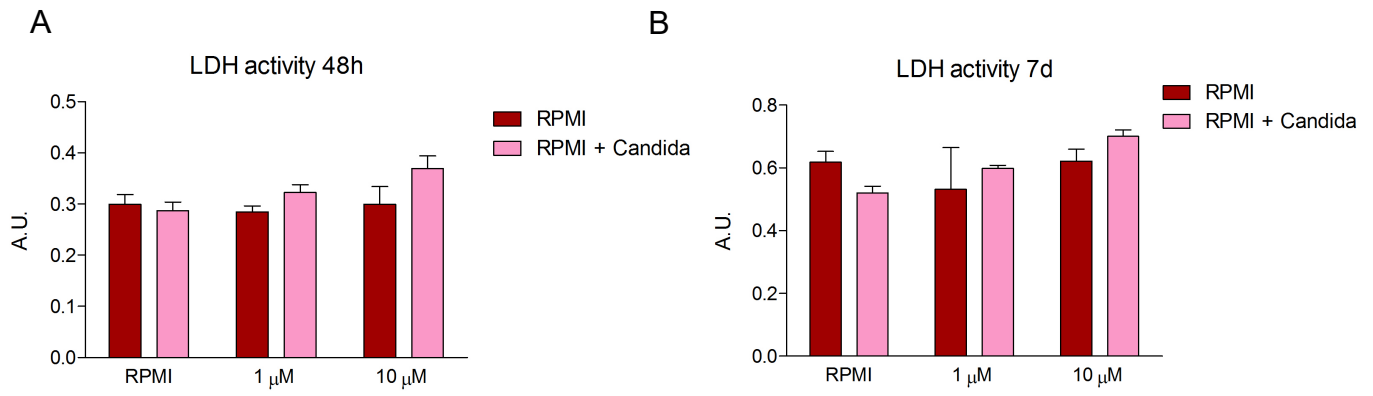 A
LDH activity 48h
0.5
0.4
0.3
0.2
0.1
0.0
A.U.
RPMI
1 μM
10 μM
RPMI
RPMI + Candida
B
LDH activity 7d
0.8
0.6
0.4
0.2
0.0
A.U.
RPMI
1 μM
10 μM
RPMI
RPMI + Candida